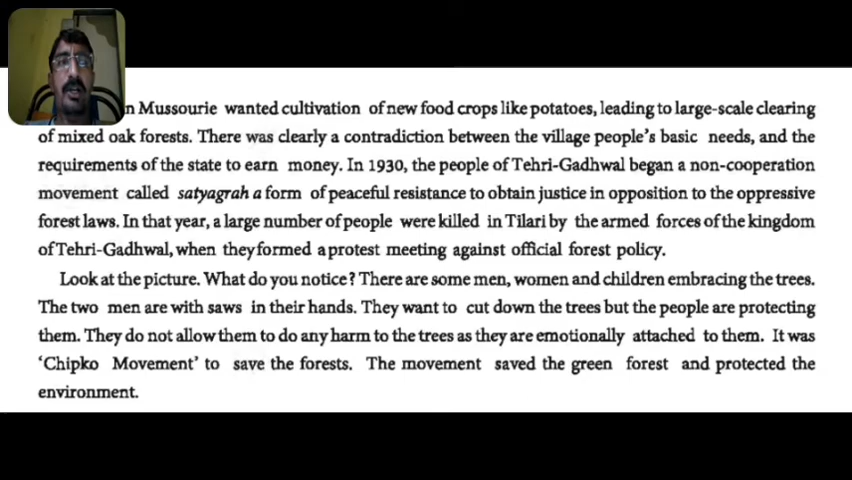 n Mussourie wanted cultivation of new food crops like potatoes, leading to large-scale clearing
of mixed oak forests. There was clearly a contradiction between the village people's basic needs, and the
requirements of the state to earn money. In 1930, the people of Tehri-Gadhwal began a non-cooperation
movement called satyagrah a form of peaceful resistance to obtain justice in opposition to the oppressive
forest laws. In that year, a large number of people were killed in Tilari by the armed forces of the kingdom
of Tehri-Gadhwal, when they formed a protest meeting against official forest policy.
Look at the picture. What do you notice? There are some men, women and children embracing the trees.
The two men are with saws in their hands. They want to cut down the trees but the people are protecting
them. They do not allow them to do any harm to the trees as they are emotionally attached to them. It was
'Chipko Movement' to save the forests. The movement saved the green forest and protected the
environment.